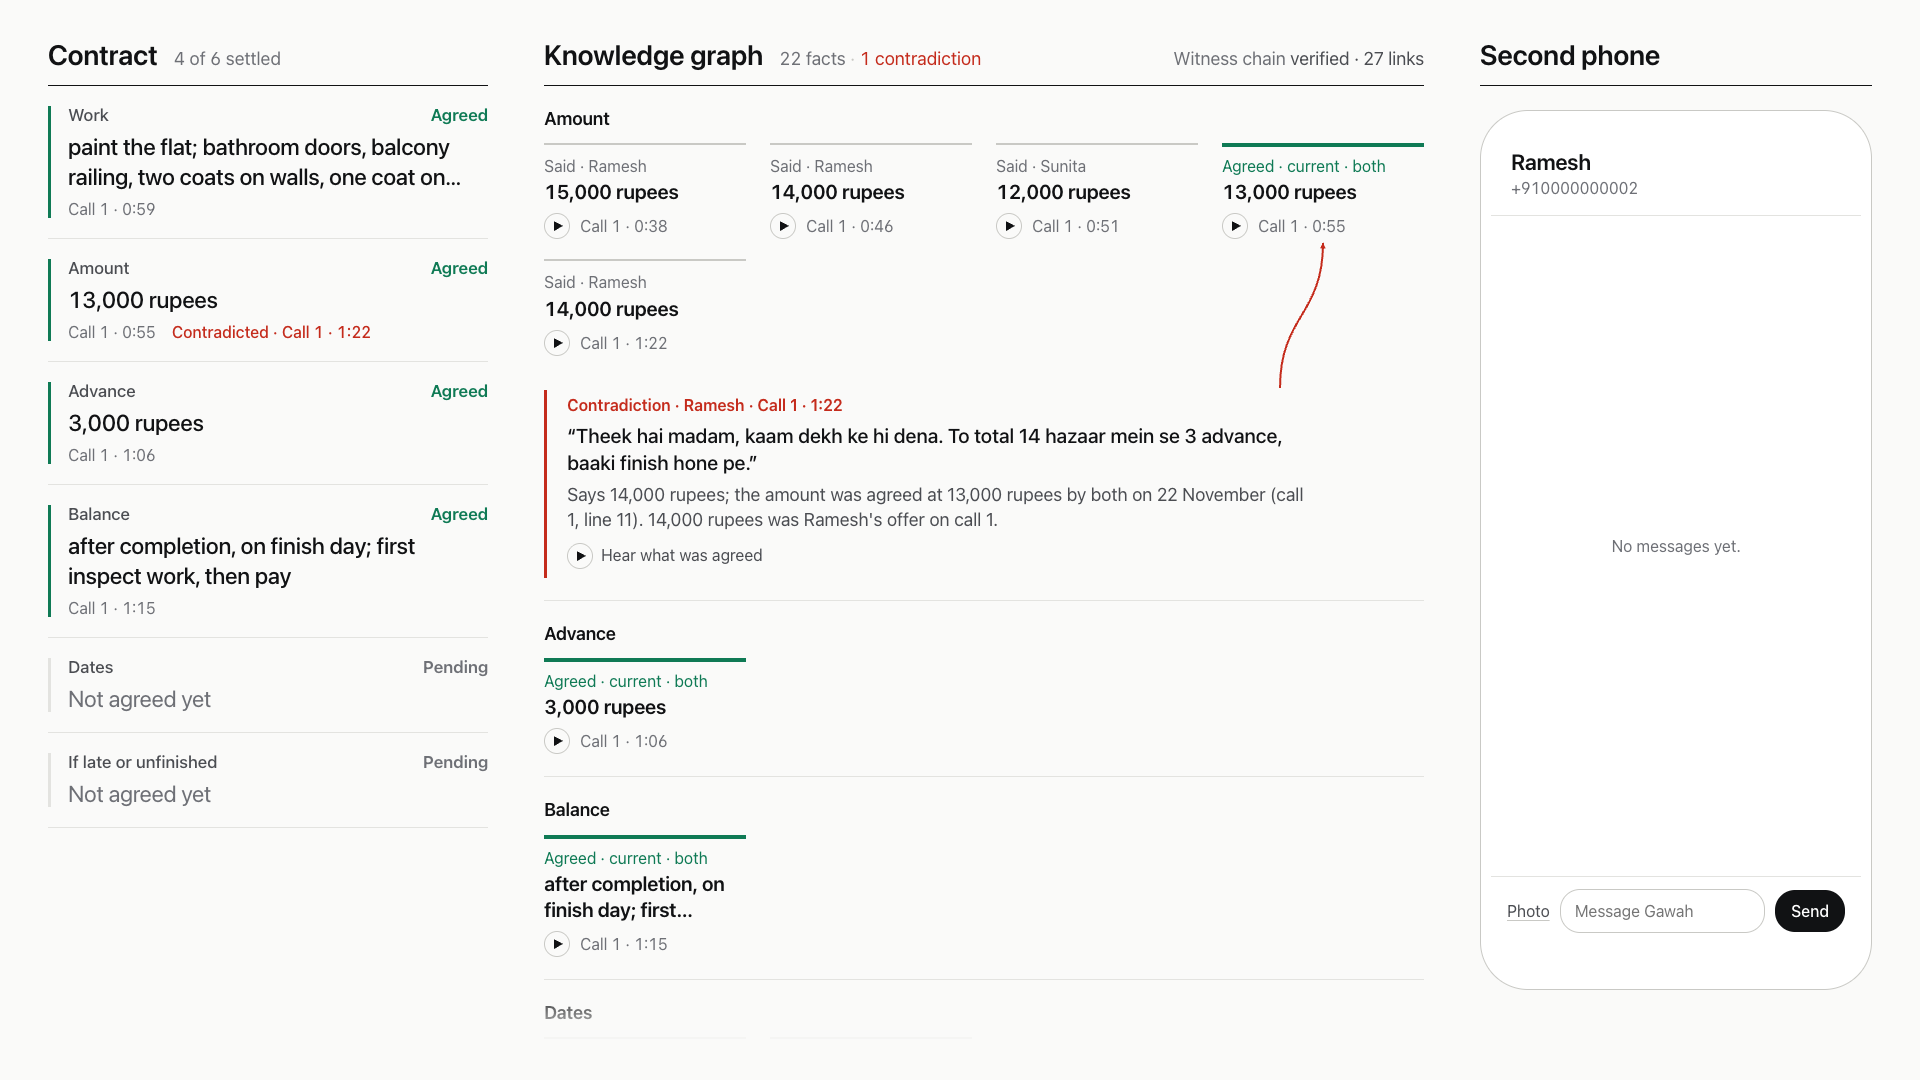 Contract 4 of 6 settled
Work Agreed
paint the flat; bathroom doors, balcony
railing, two coats on walls, one coat on...
Call 1 · 0:59
Amount Agreed
13,000 rupees
Call 1 · 0:55 Contradicted · Call 1 · 1:22
Advance Agreed
3,000 rupees
Call 1 · 1:06
Balance Agreed
after completion, on finish day; first
inspect work, then pay
Call 1 · 1:15
Dates Pending
Not agreed yet
If late or unfinished Pending
Not agreed yet
Knowledge graph 22 facts · 1 contradiction Witness chain verified · 27 links
Amount
Said · Ramesh
15,000 rupees
Call 1 · 0:38
Said · Ramesh
14,000 rupees
Call 1 · 0:46
Said · Sunita
12,000 rupees
Call 1 · 0:51
Agreed · current · both
13,000 rupees
Call 1 · 0:55
Said · Ramesh
14,000 rupees
Call 1 · 1:22
Contradiction · Ramesh · Call 1 · 1:22
“Theek hai madam, kaam dekh ke hi dena. To total 14 hazaar mein se 3 advance,
baaki finish hone pe.”
Says 14,000 rupees; the amount was agreed at 13,000 rupees by both on 22 November (call
1, line 11). 14,000 rupees was Ramesh's offer on call 1.
Hear what was agreed
Advance
Agreed · current · both
3,000 rupees
Call 1 · 1:06
Balance
Agreed · current · both
after completion, on
finish day; first...
Call 1 · 1:15
Dates
Second phone
Ramesh
+910000000002
No messages yet.
Photo Message Gawah Send